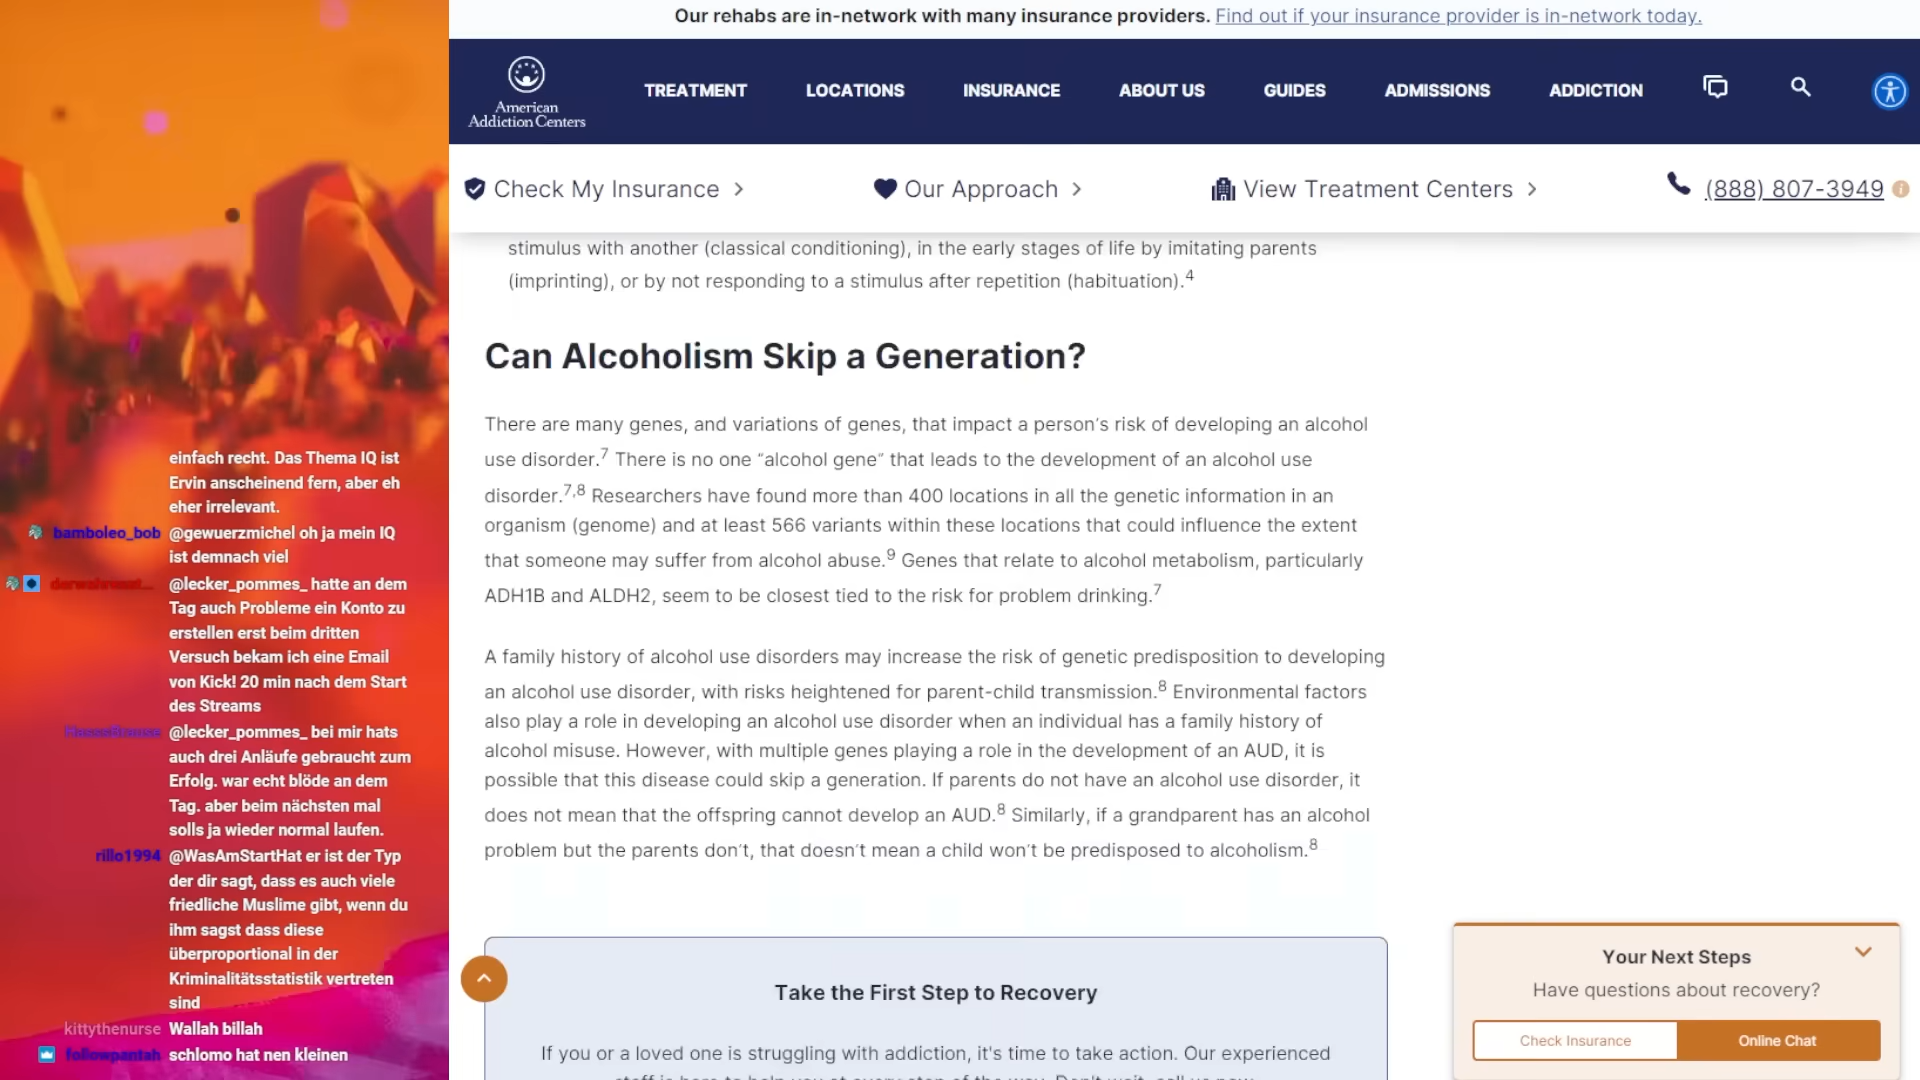 Our rehabs are in-network with many insurance providers. Find out if your insurance provider is in-network today.
American
Addiction Centers
TREATMENT
LOCATIONS
INSURANCE
ABOUT US
GUIDES
ADMISSIONS
ADDICTION
Check My Insurance
Our Approach
View Treatment Centers
(888) 807-3949
stimulus with another (classical conditioning), in the early stages of life by imitating parents
(imprinting), or by not responding to a stimulus after repetition (habituation).4
Can Alcoholism Skip a Generation?
There are many genes, and variations of genes, that impact a person’s risk of developing an alcohol
use disorder.7 There is no one “alcohol gene” that leads to the development of an alcohol use
disorder.7,8 Researchers have found more than 400 locations in all the genetic information in an
organism (genome) and at least 566 variants within these locations that could influence the extent
that someone may suffer from alcohol abuse.9 Genes that relate to alcohol metabolism, particularly
ADH1B and ALDH2, seem to be closest tied to the risk for problem drinking.7
A family history of alcohol use disorders may increase the risk of genetic predisposition to developing
an alcohol use disorder, with risks heightened for parent-child transmission.8 Environmental factors
also play a role in developing an alcohol use disorder when an individual has a family history of
alcohol misuse. However, with multiple genes playing a role in the development of an AUD, it is
possible that this disease could skip a generation. If parents do not have an alcohol use disorder, it
does not mean that the offspring cannot develop an AUD.8 Similarly, if a grandparent has an alcohol
problem but the parents don’t, that doesn’t mean a child won’t be predisposed to alcoholism.8
Take the First Step to Recovery
If you or a loved one is struggling with addiction, it's time to take action. Our experienced
Your Next Steps
Have questions about recovery?
Check Insurance
Online Chat
einfach recht. Das Thema IQ ist
Ervin anscheinend fern, aber eh
eher irrelevant.
bamboleo_bob @gewuerzmichel oh ja mein IQ
ist demnach viel
@lecker_pommes_ hatte an dem
Tag auch Probleme ein Konto zu
erstellen erst beim dritten
Versuch bekam ich eine Email
von Kick! 20 min nach dem Start
des Streams
@lecker_pommes_ bei mir hats
auch drei Anläufe gebraucht zum
Erfolg. war echt blöde an dem
Tag. aber beim nächsten mal
solls ja wieder normal laufen.
rillo1994 @WasAmStartHat er ist der Typ
der dir sagt, dass es auch viele
friedliche Muslime gibt, wenn du
ihm sagst dass diese
überproportional in der
Kriminalitätsstatistik vertreten
sind
kittythenurse Wallah billah
followpantah schlomo hat nen kleinen